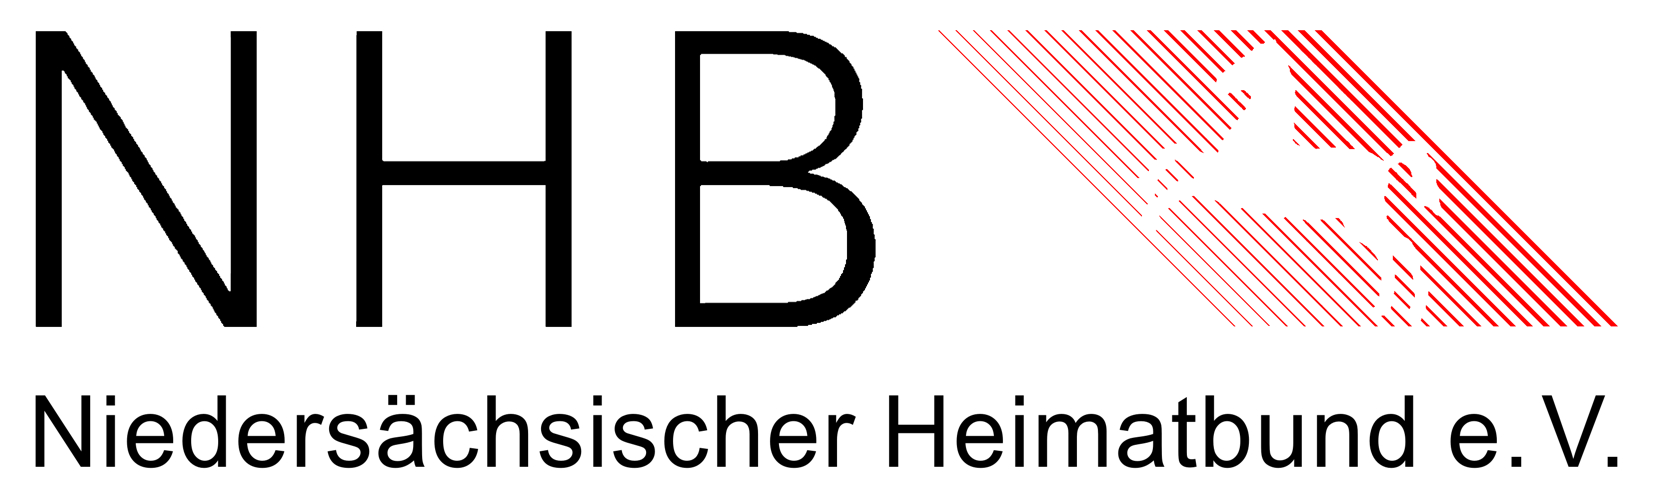 NHB
Niedersächsischer Heimatbund e. V.